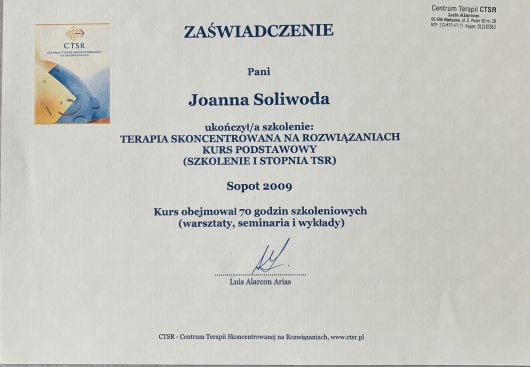 CTSR
ZAŚWIADCZENIE
Centrum Terapii CTSR
Luis Alarcon
Pani
Joanna Soliwoda
ukończył/a szkolenie:
TERAPIA SKONCENTROWANA NA ROZWIĄZANIACH
KURS PODSTAWOWY
(SZKOLENIE I STOPNIA TSR)
Sopot 2009
Kurs obejmował 70 godzin szkoleniowych
(warsztaty, seminaria i wykłady)
Luis Alarcon Arias
CTSR - Centrum Terapii Skoncentrowanej na Rozwiązaniach, www.ctsr.pl